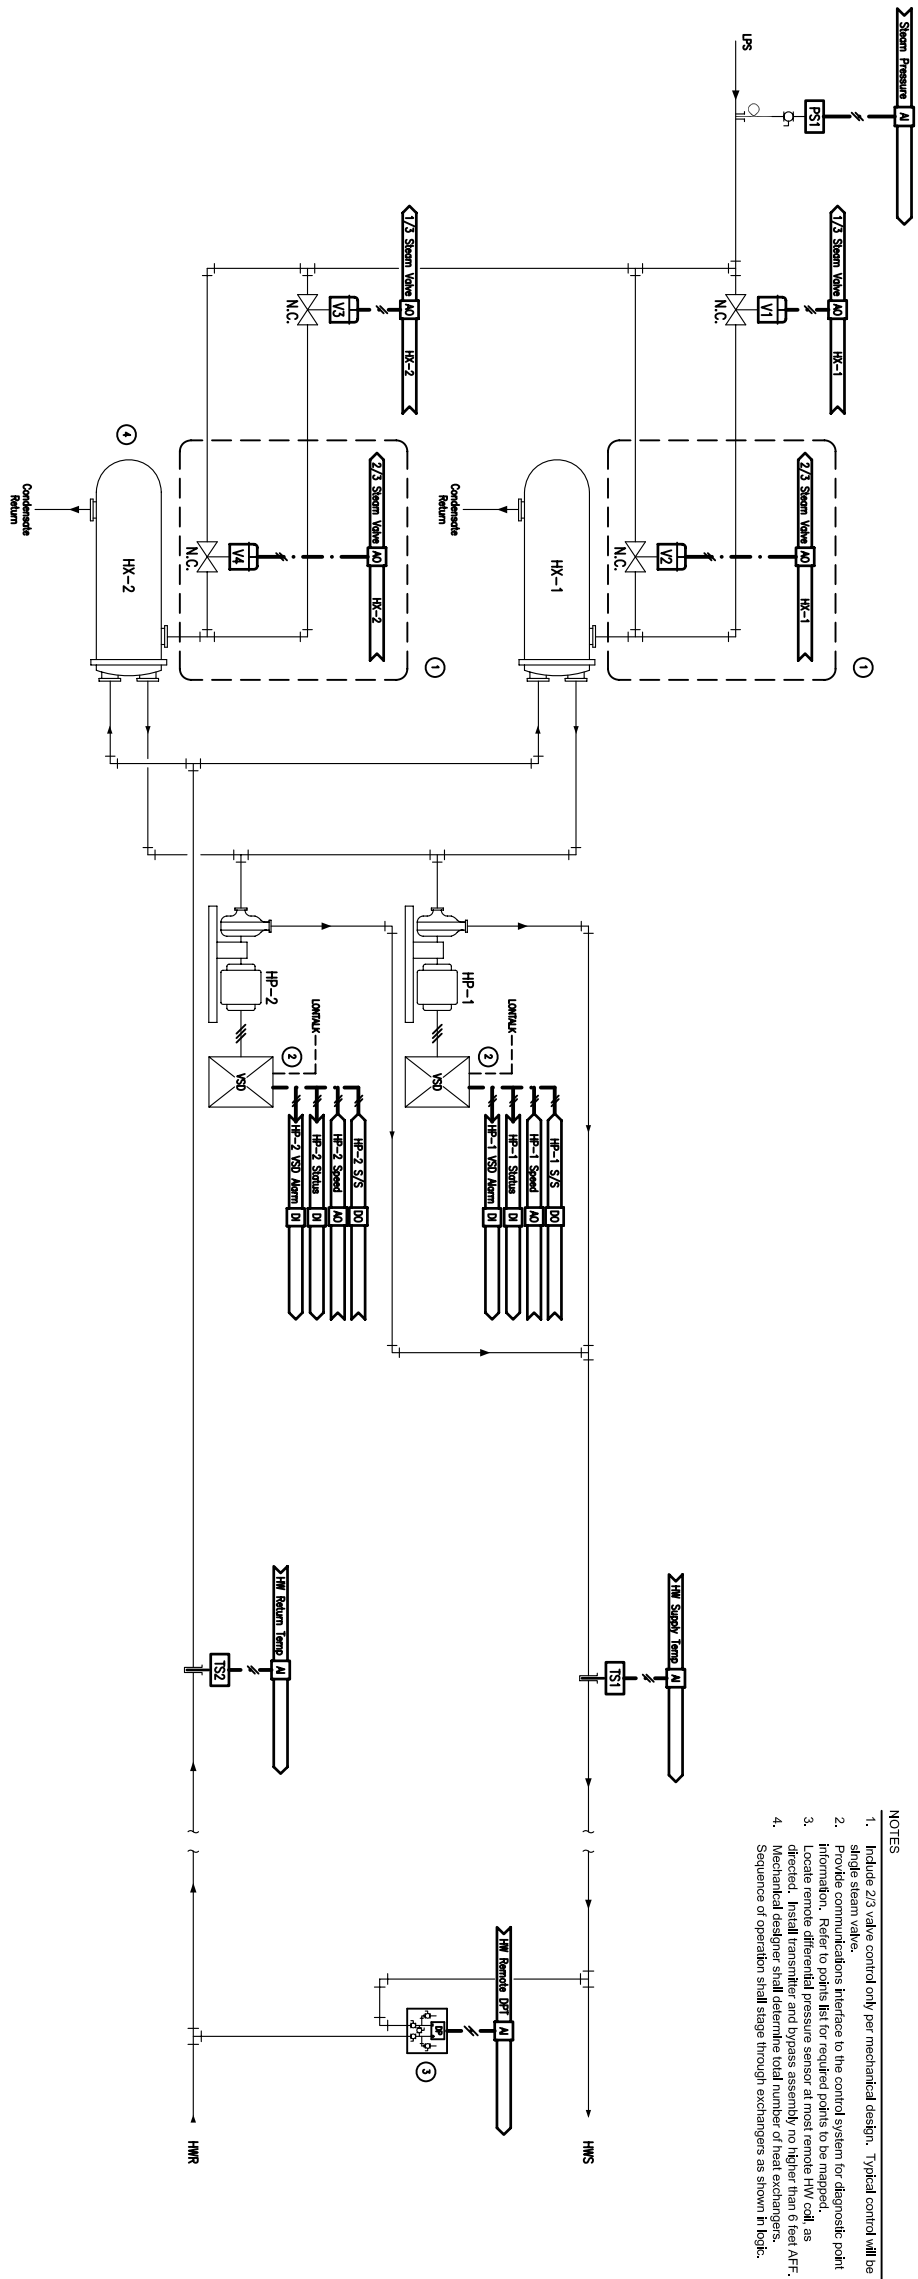 Steam Pressure
AI
LPS
PS1
1/3 Steam Valve
AO
HX-1
V1
N.C.
1/3 Steam Valve
AO
HX-2
V3
N.C.
2/3 Steam Valve
AO
HX-1
V2
N.C.
1
HX-1
Condensate
Return
2/3 Steam Valve
AO
HX-2
V4
N.C.
1
4
HX-2
Condensate
Return
HP-1
LONTALK
2
VSD
HP-1 S/S
DO
HP-1 Speed
AO
HP-1 Status
DI
HP-1 VSD Alarm
DI
HP-2
LONTALK
2
VSD
HP-2 S/S
DO
HP-2 Speed
AO
HP-2 Status
DI
HP-2 VSD Alarm
DI
HW Supply Temp
AI
TS1
HW Return Temp
AI
TS2
HW Remote DPT
AI
DP
3
HWS
HWR
NOTES
1. Include 2/3 valve control only per mechanical design. Typical control will be
single steam valve.
2. Provide communications interface to the control system for diagnostic point
information. Refer to points list for required points to be mapped.
3. Locate remote differential pressure sensor at most remote HW coil, as
directed. Install transmitter and bypass assembly no higher than 6 feet AFF.
4. Mechanical designer shall determine total number of heat exchangers.
Sequence of operation shall stage through exchangers as shown in logic.